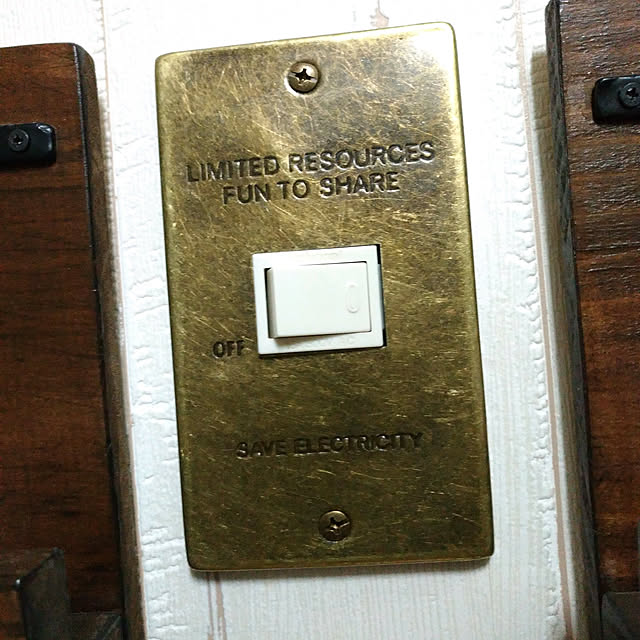 LIMITED RESOURCES
FUN TO SHARE
OFF
SAVE ELECTRICITY